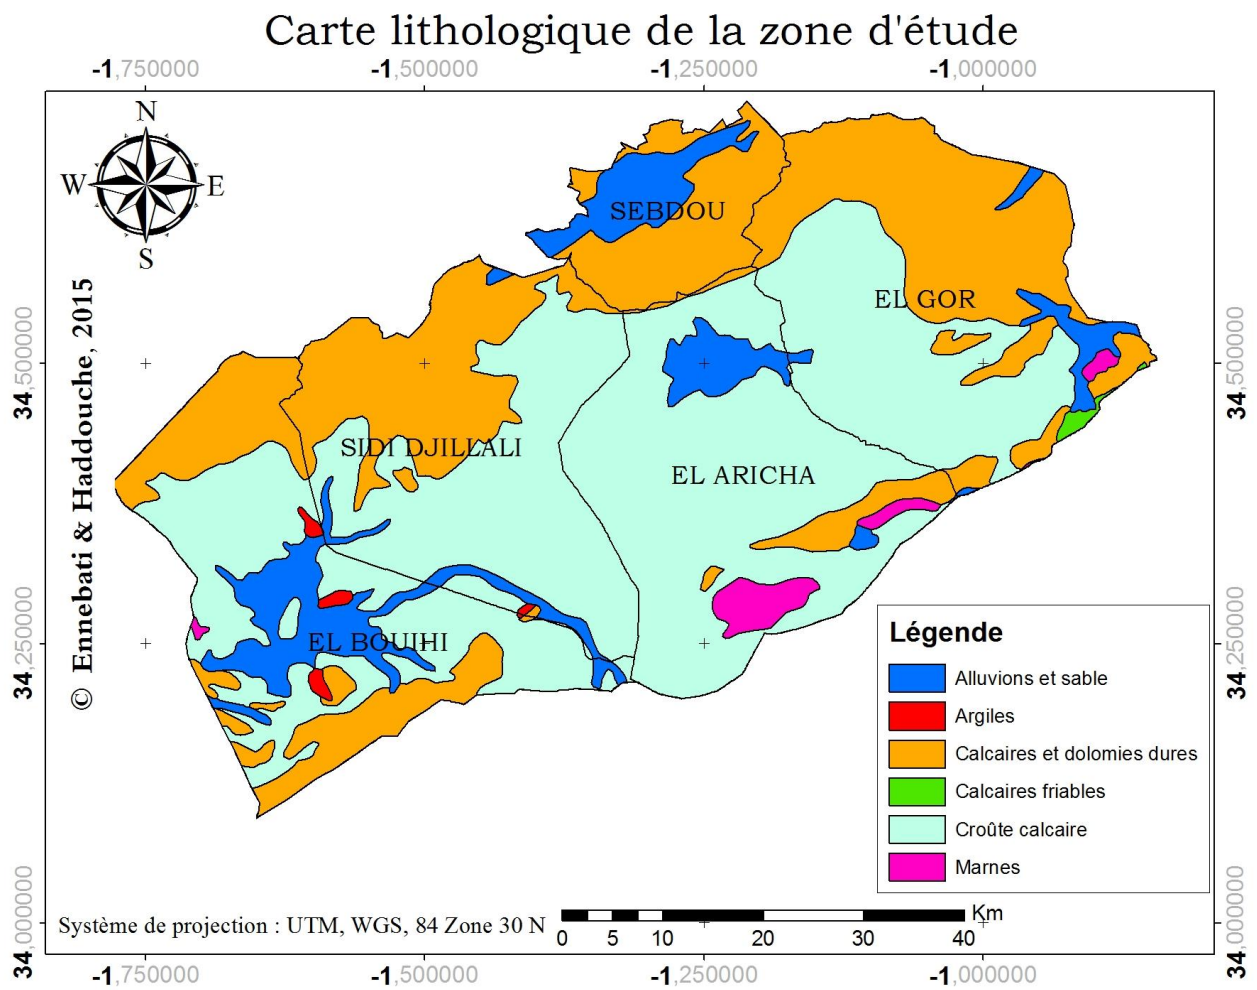 Carte lithologique de la zone d'étude
-1,750000 -1,500000 -1,250000 -1,000000
N
W E
S
SEBDOU
EL GOR
34,500000 34,500000
SIDI DJILLALI
EL ARICHA
© Ennebati & Haddouche, 2015
EL BOUIHI
34,250000 34,250000
Légende
Alluvions et sable
Argiles
Calcaires et dolomies dures
Calcaires friables
Croûte calcaire
Marnes
Système de projection : UTM, WGS, 84 Zone 30 N
Km
0 5 10 20 30 40
34,000000 34,000000
-1,750000 -1,500000 -1,250000 -1,000000